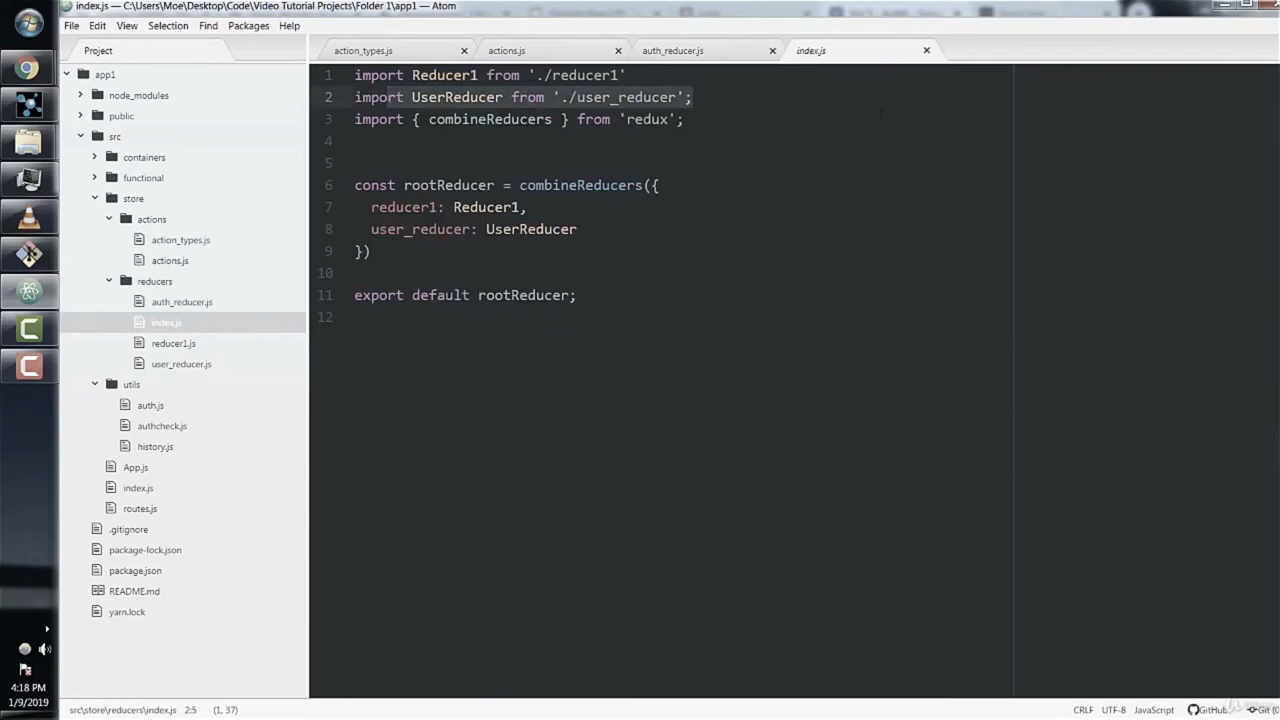 index.js — C:\Users\Moe\Desktop\Code\Video Tutorial Projects\Folder 1\app1 — Atom
File Edit View Selection Find Packages Help
Project
action_types.js
actions.js
auth_reducer.js
index.js
app1
node_modules
public
src
containers
functional
store
actions
action_types.js
actions.js
reducers
auth_reducer.js
index.js
reducer1.js
user_reducer.js
utils
auth.js
authcheck.js
history.js
App.js
index.js
routes.js
.gitignore
package-lock.json
package.json
README.md
yarn.lock
1 import Reducer1 from './reducer1'
2 import UserReducer from './user_reducer';
3 import { combineReducers } from 'redux';
4
5
6 const rootReducer = combineReducers({
7 reducer1: Reducer1,
8 user_reducer: UserReducer
9 })
10
11 export default rootReducer;
12
4:18 PM
1/9/2019
src\store\reducers\index.js 2:5 (1, 37)
CRLF UTF-8 JavaScript GitHub Git (0